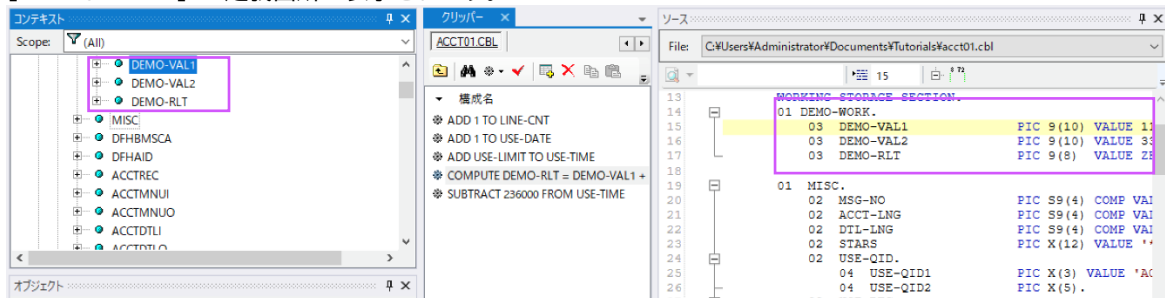 コンテキスト
Scope: (All)
DEMO-VAL1
DEMO-VAL2
DEMO-RLT
MISC
DFHBMSCA
DFHAID
ACCTREC
ACCTMNUI
ACCTMNUO
ACCTDTLI
ACCTDTLO
オブジェクト
クリッパー
ACCT01.CBL
構成名
ADD 1 TO LINE-CNT
ADD 1 TO USE-DATE
ADD USE-LIMIT TO USE-TIME
COMPUTE DEMO-RLT = DEMO-VAL1 +
SUBTRACT 236000 FROM USE-TIME
ソース
File: C:¥Users¥Administrator¥Documents¥Tutorials¥acct01.cbl
15
13 WORKING-STORAGE SECTION.
14 01 DEMO-WORK.
15 03 DEMO-VAL1 PIC 9(10) VALUE 11
16 03 DEMO-VAL2 PIC 9(10) VALUE 33
17 03 DEMO-RLT PIC 9(8) VALUE ZE
18
19 01 MISC.
20 02 MSG-NO PIC S9(4) COMP VAL
21 02 ACCT-LNG PIC S9(4) COMP VAL
22 02 DTL-LNG PIC S9(4) COMP VAL
23 02 STARS PIC X(12) VALUE '*
24 02 USE-QID.
25 04 USE-QID1 PIC X(3) VALUE 'AC
26 04 USE-QID2 PIC X(5).